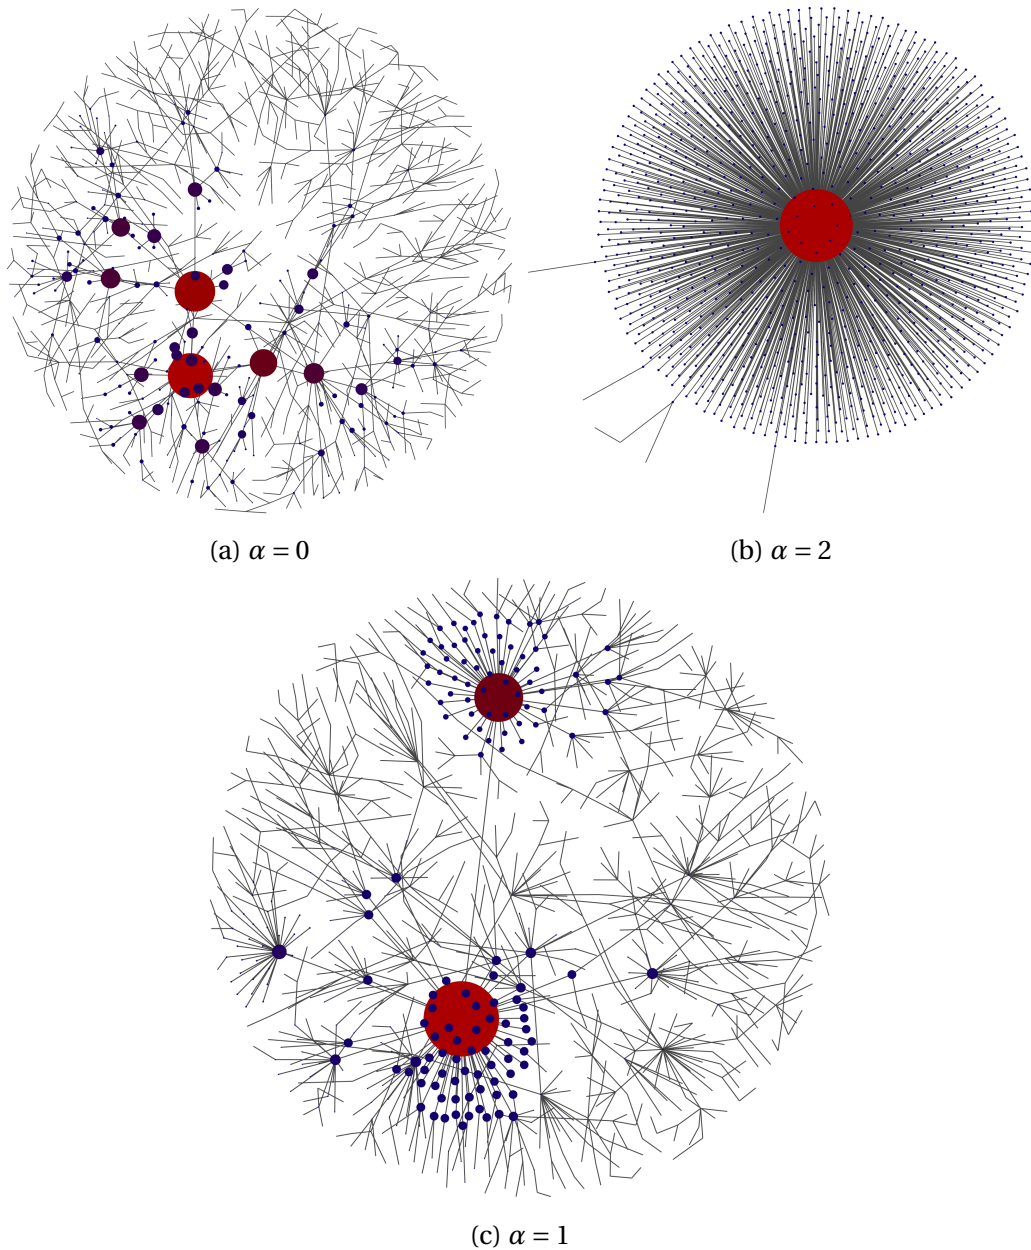 (a) α = 0
(b) α = 2
(c) α = 1